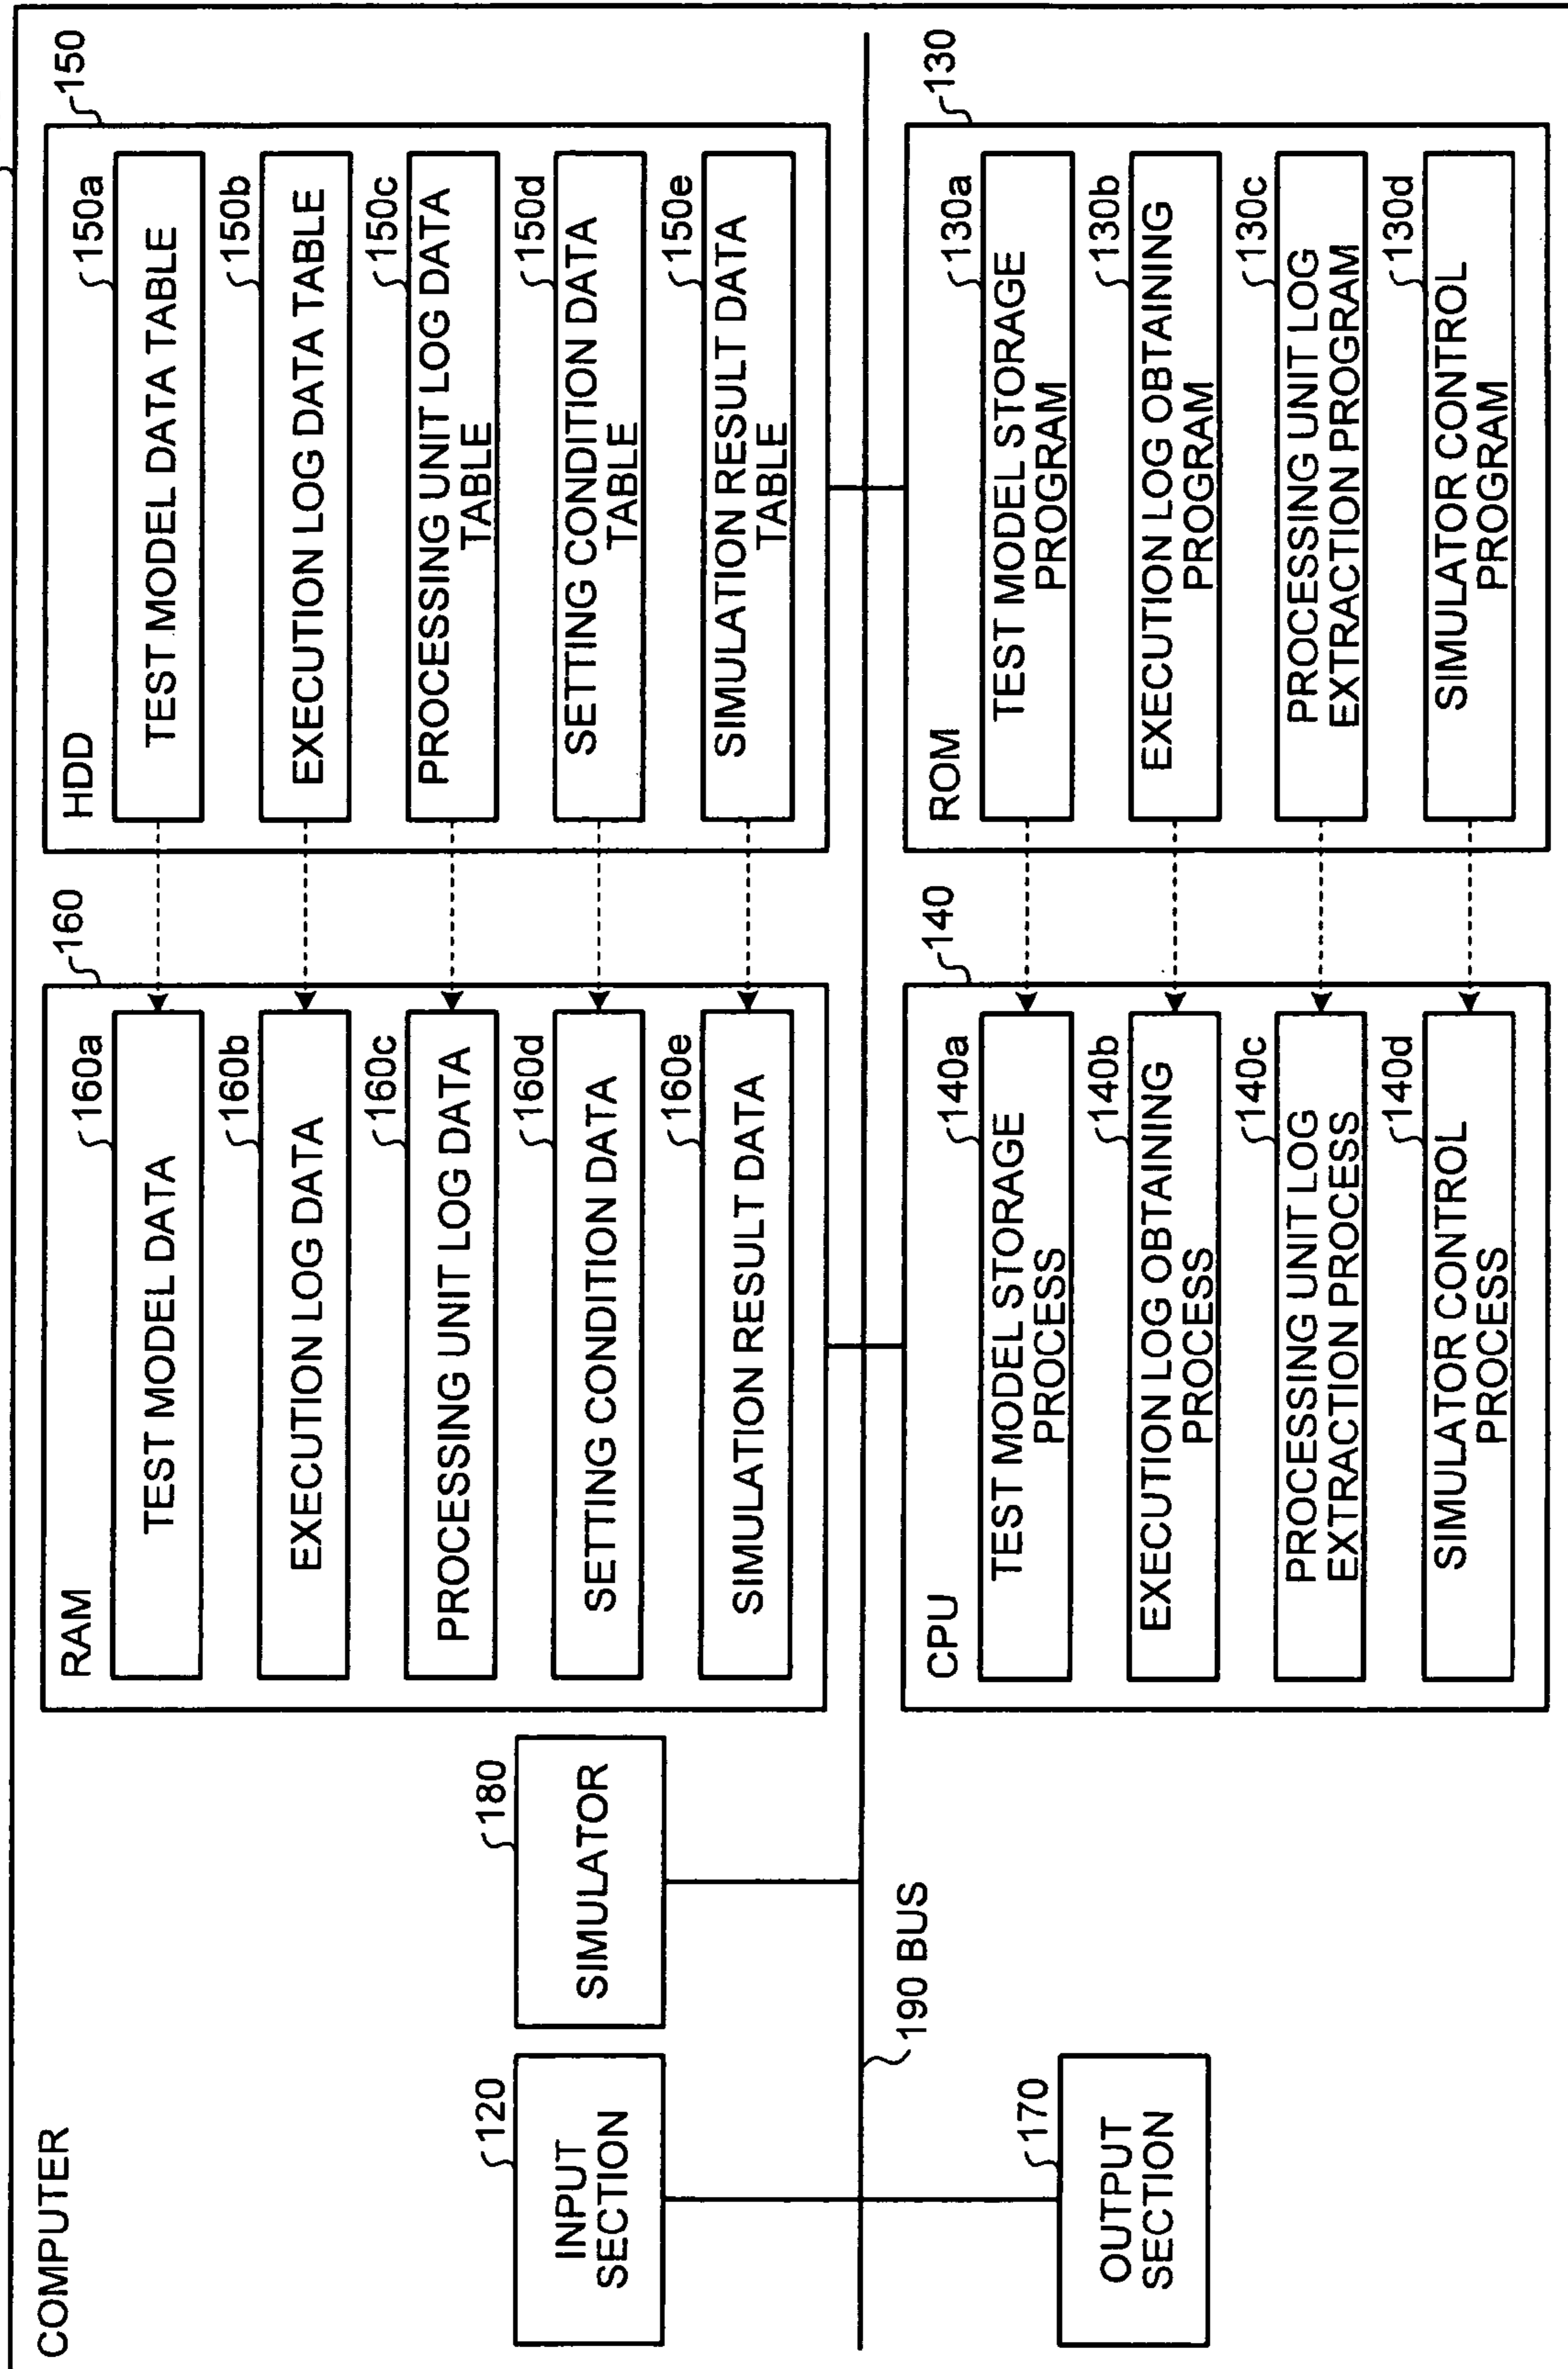 COMPUTER
120
INPUT
SECTION
180
SIMULATOR
190 BUS
170
OUTPUT
SECTION
160
RAM
160a
TEST MODEL DATA
160b
EXECUTION LOG DATA
160c
PROCESSING UNIT LOG DATA
160d
SETTING CONDITION DATA
160e
SIMULATION RESULT DATA
150
HDD
150a
TEST MODEL DATA TABLE
150b
EXECUTION LOG DATA TABLE
150c
PROCESSING UNIT LOG DATA
TABLE
150d
SETTING CONDITION DATA
TABLE
150e
SIMULATION RESULT DATA
TABLE
140
CPU
140a
TEST MODEL STORAGE
PROCESS
140b
EXECUTION LOG OBTAINING
PROCESS
140c
PROCESSING UNIT LOG
EXTRACTION PROCESS
140d
SIMULATOR CONTROL
PROCESS
130
ROM
130a
TEST MODEL STORAGE
PROGRAM
130b
EXECUTION LOG OBTAINING
PROGRAM
130c
PROCESSING UNIT LOG
EXTRACTION PROGRAM
130d
SIMULATOR CONTROL
PROGRAM